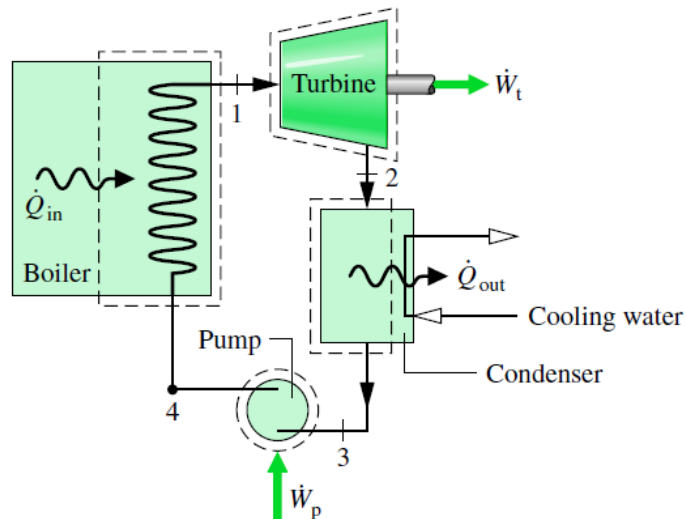 Turbine
Ẇt
1
2
Q̇in
Boiler
Q̇out
Cooling water
Pump
Condenser
4
3
Ẇp